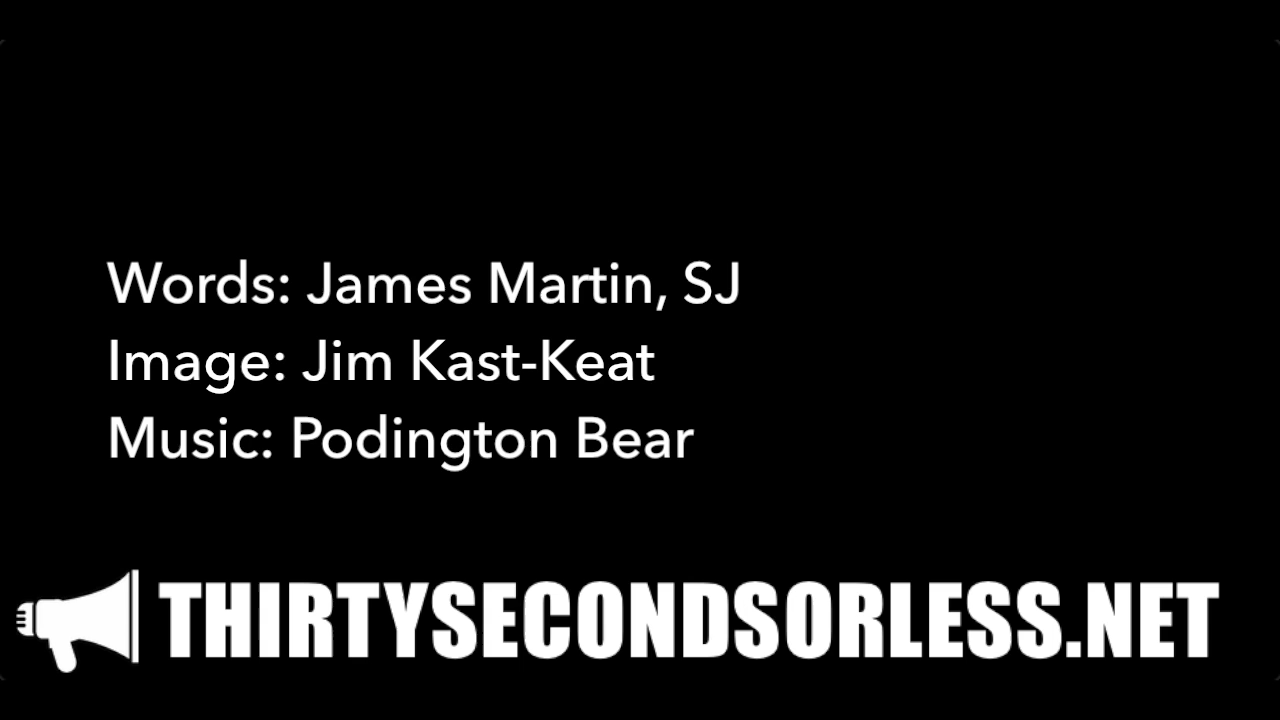 Words: James Martin, SJ
Image: Jim Kast-Keat
Music: Podington Bear
THIRTYSECONDSORLESS.NET